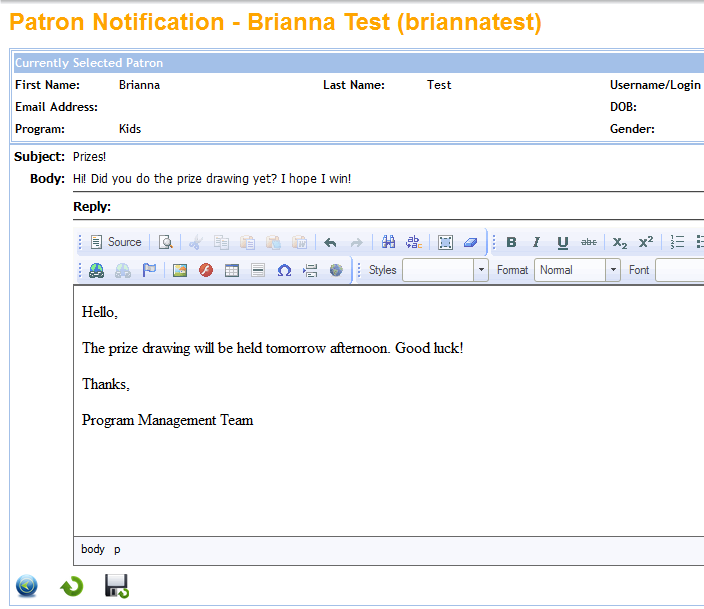 Patron Notification - Brianna Test (briannatest)
Currently Selected Patron
First Name: Brianna Last Name: Test Username/Login
Email Address: DOB:
Program: Kids Gender:
Subject: Prizes!
Body: Hi! Did you do the prize drawing yet? I hope I win!
Reply:
Source B I U abc X2 X2
Styles Format Normal Font
Hello,
The prize drawing will be held tomorrow afternoon. Good luck!
Thanks,
Program Management Team
body p